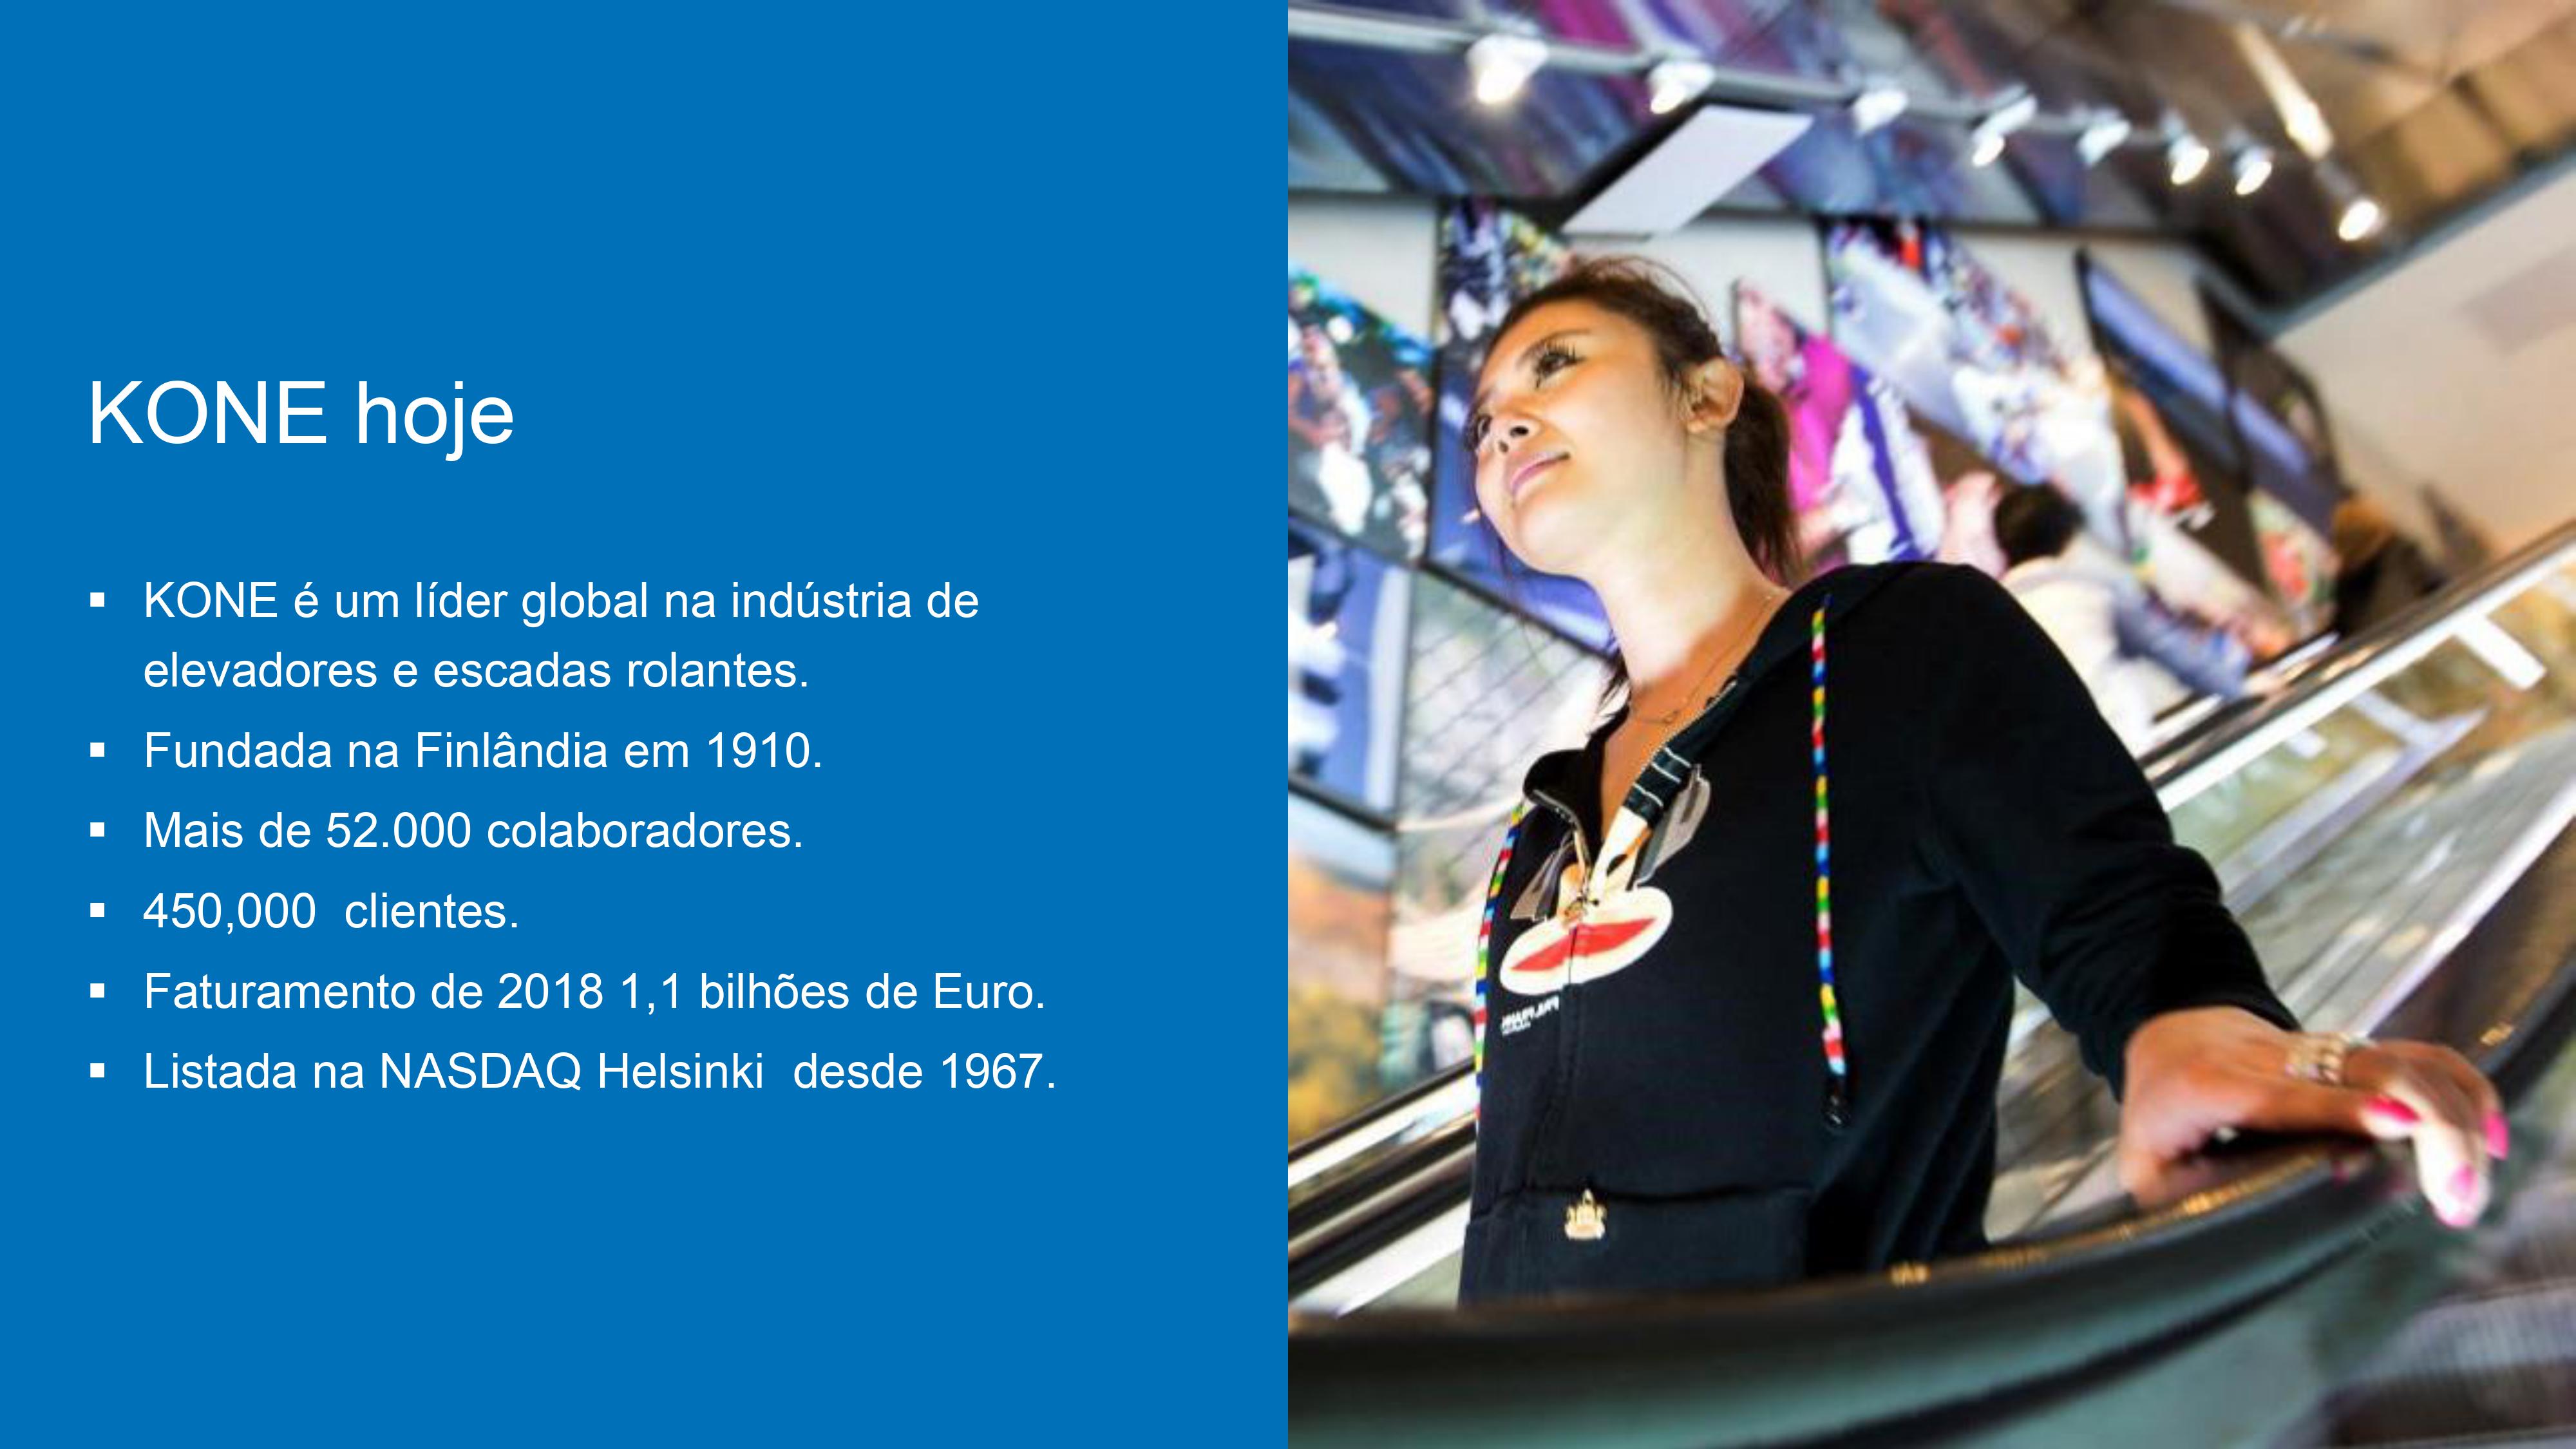 KONE hoje
▪ KONE é um líder global na indústria de
elevadores e escadas rolantes.
▪ Fundada na Finlândia em 1910.
▪ Mais de 52.000 colaboradores.
▪ 450,000  clientes.
▪ Faturamento de 2018 1,1 bilhões de Euro.
▪ Listada na NASDAQ Helsinki  desde 1967.